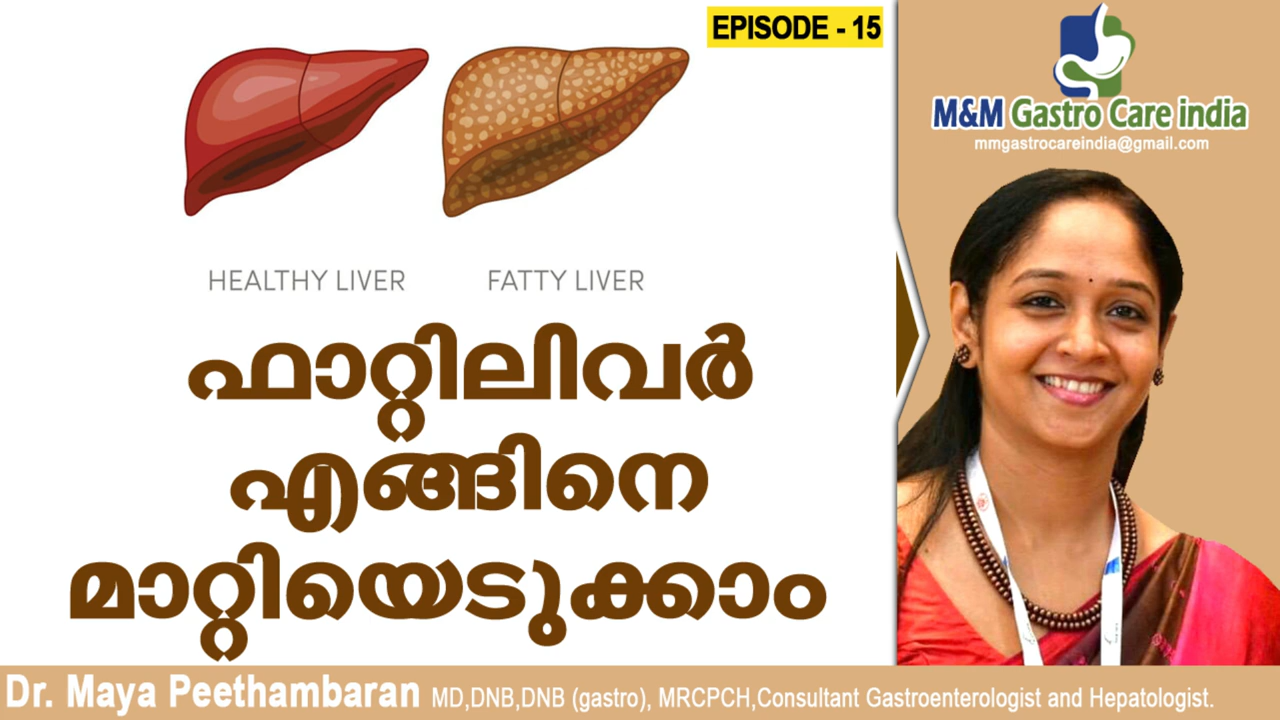 EPISODE - 15
M&M Gastro Care india
mmgastrocareindia@gmail.com
HEALTHY LIVER
FATTY LIVER
ഫാറ്റിലിവർ
എങ്ങിനെ
മാറ്റിയെടുക്കാം
Dr. Maya Peethambaran MD,DNB,DNB (gastro), MRCPCH,Consultant Gastroenterologist and Hepatologist.